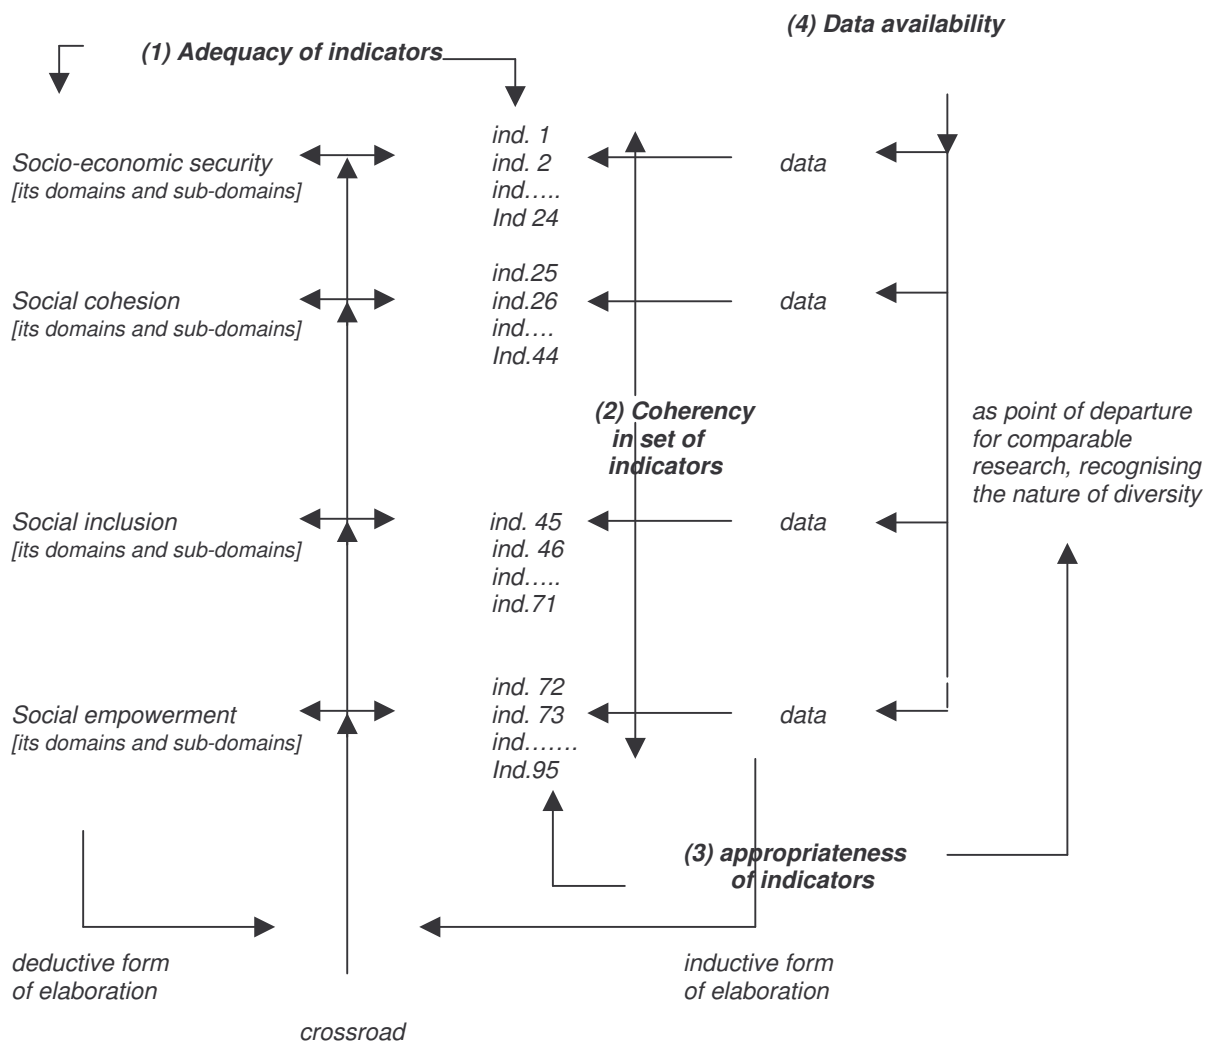 (4) Data availability
(1) Adequacy of indicators
ind. 1
Socio-economic security
ind. 2
data
[its domains and sub-domains]
ind.....
Ind 24
ind.25
Social cohesion
ind.26
data
[its domains and sub-domains]
ind....
Ind.44
(2) Coherency
in set of
indicators
as point of departure
for comparable
research, recognising
the nature of diversity
Social inclusion
ind. 45
data
[its domains and sub-domains]
ind. 46
ind.....
ind.71
ind. 72
Social empowerment
ind. 73
data
[its domains and sub-domains]
ind.......
Ind.95
(3) appropriateness
of indicators
deductive form
of elaboration
inductive form
of elaboration
crossroad